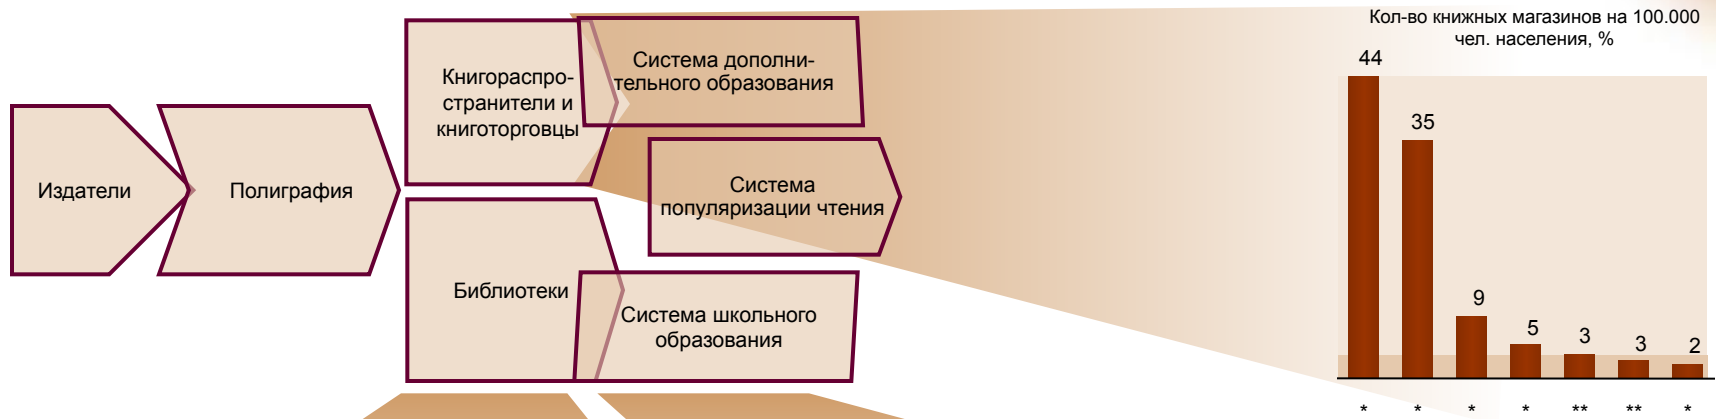 Издатели
Полиграфия
Книгораспро-
странители и
книготорговцы
Система дополни-
тельного образования
Система
популяризации чтения
Библиотеки
Система школьного
образования
Кол-во книжных магазинов на 100.000
чел. населения, %
44
35
9
5
3
3
2
* * * * ** ** *